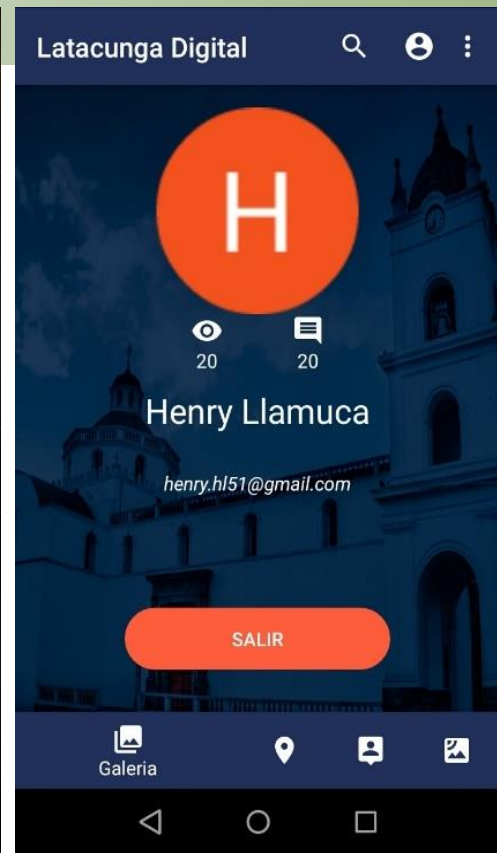 Latacunga Digital
H
20
20
Henry Llamuca
henry.hl51@gmail.com
SALIR
Galeria